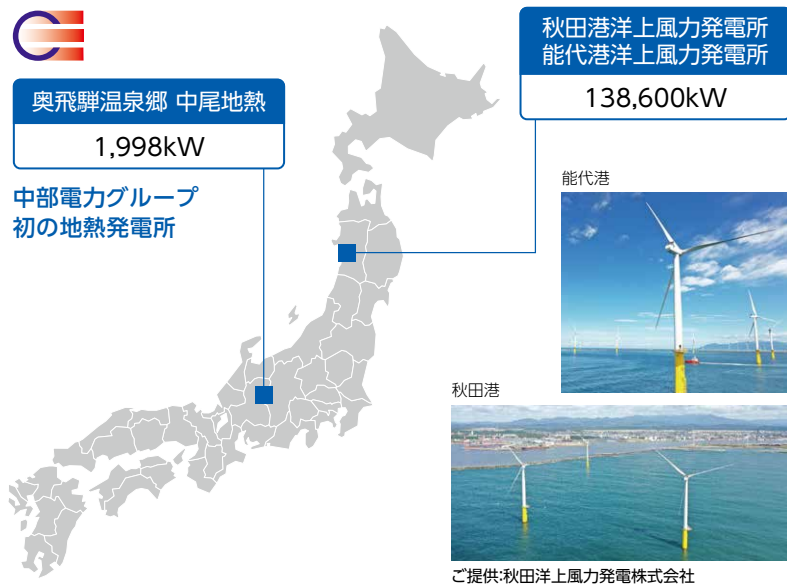 奥飛騨温泉郷 中尾地熱
1,998kW
中部電力グループ
初の地熱発電所
秋田港洋上風力発電所
能代港洋上風力発電所
138,600kW
能代港
秋田港
ご提供:秋田洋上風力発電株式会社